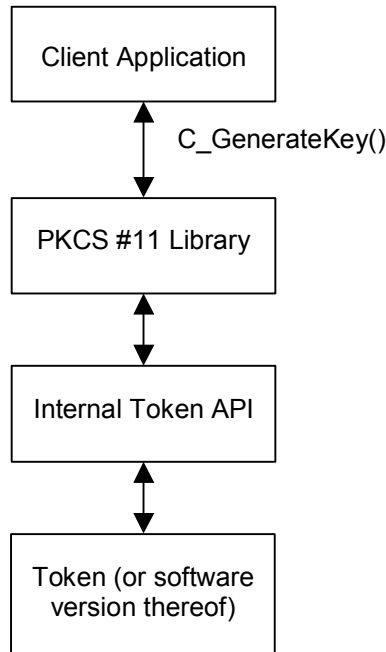 Client Application
C_GenerateKey()
PKCS #11 Library
Internal Token API
Token (or software
version thereof)